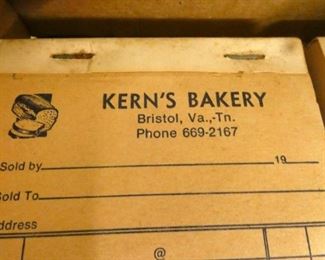 KERN'S BAKERY
Bristol, Va.,-Tn.
Phone 669-2167
Sold by 19
Sold To
ddress
@